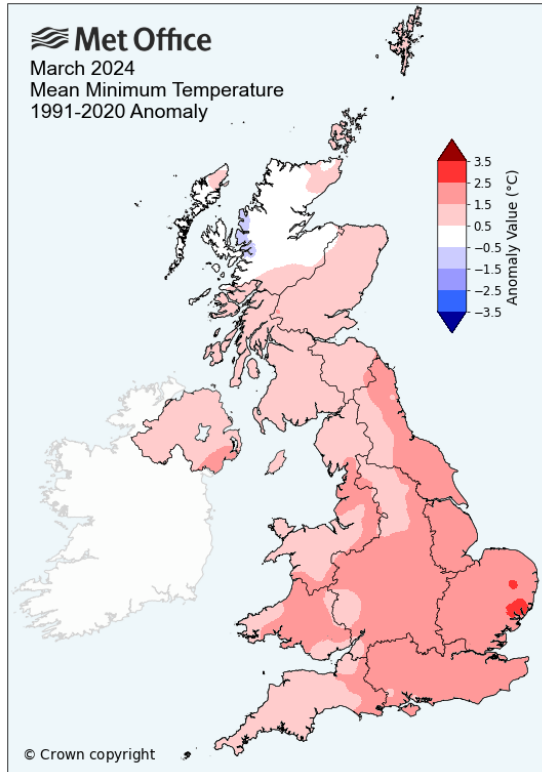 Met Office
March 2024
Mean Minimum Temperature
1991-2020 Anomaly
3.5
2.5
1.5
0.5
−0.5
−1.5
−2.5
−3.5
Anomaly Value (°C)
© Crown copyright